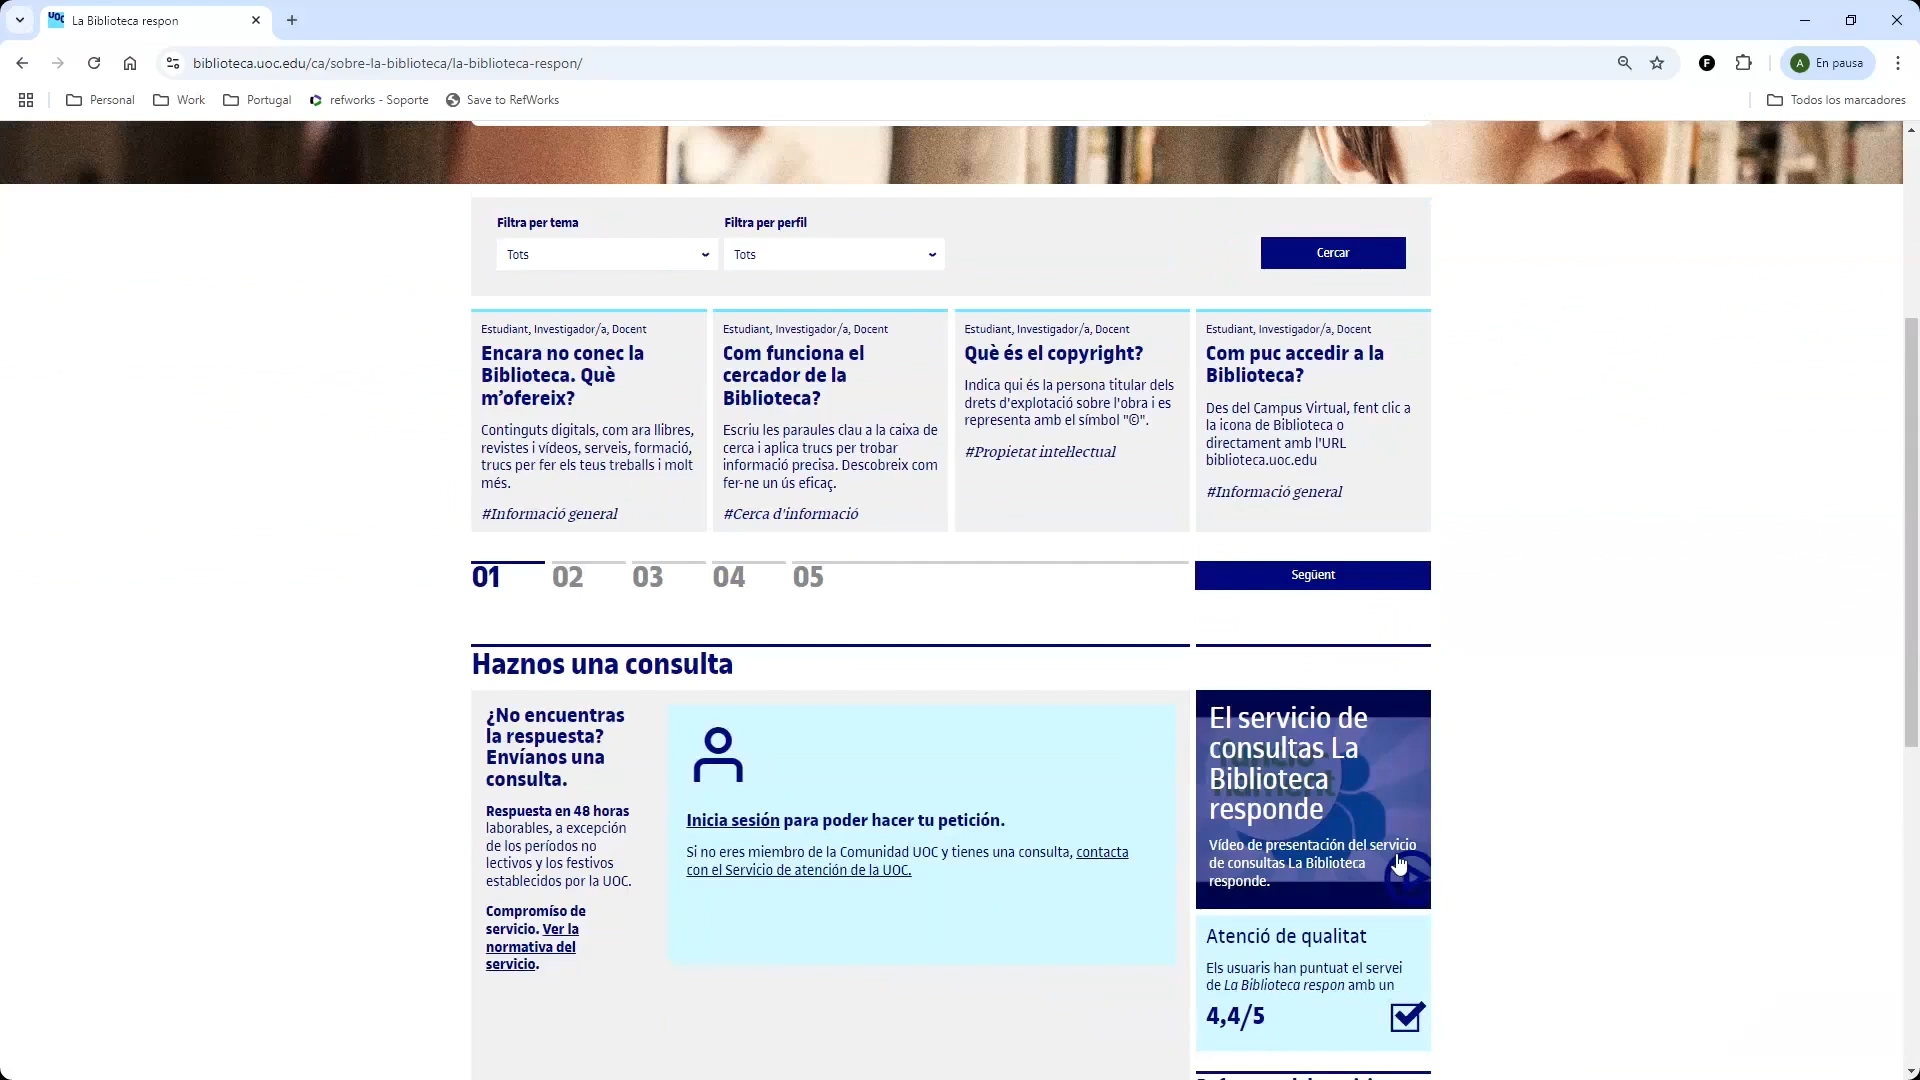 La Biblioteca respon
biblioteca.uoc.edu/ca/sobre-la-biblioteca/la-biblioteca-respon/
A En pausa
Personal
Work
Portugal
refworks - Soporte
Save to RefWorks
Todos los marcadores
Filtra per tema
Filtra per perfil
Tots
Tots
Cercar
Estudiant, Investigador/a, Docent
Encara no conec la
Biblioteca. Què
m’ofereix?
Continguts digitals, com ara llibres,
revistes i vídeos, serveis, formació,
trucs per fer els teus treballs i molt
més.
#Informació general
Estudiant, Investigador/a, Docent
Com funciona el
cercador de la
Biblioteca?
Escriu les paraules clau a la caixa de
cerca i aplica trucs per trobar
informació precisa. Descobreix com
fer-ne un ús eficaç.
#Cerca d'informació
Estudiant, Investigador/a, Docent
Què és el copyright?
Indica qui és la persona titular dels
drets d'explotació sobre l'obra i es
representa amb el símbol "©".
#Propietat intel·lectual
Estudiant, Investigador/a, Docent
Com puc accedir a la
Biblioteca?
Des del Campus Virtual, fent clic a
la icona de Biblioteca o
directament amb l'URL
biblioteca.uoc.edu
#Informació general
01 02 03 04 05
Següent
Haznos una consulta
¿No encuentras
la respuesta?
Envíanos una
consulta.
Respuesta en 48 horas
laborables, a excepción
de los períodos no
lectivos y los festivos
establecidos por la UOC.
Compromíso de
servicio. Ver la
normativa del
servicio.
Inicia sesión para poder hacer tu petición.
Si no eres miembro de la Comunidad UOC y tienes una consulta, contacta
con el Servicio de atención de la UOC.
El servicio de
consultas La
Biblioteca
responde
Vídeo de presentación del servicio
de consultas La Biblioteca
responde.
Atenció de qualitat
Els usuaris han puntuat el servei
de La Biblioteca respon amb un
4,4/5